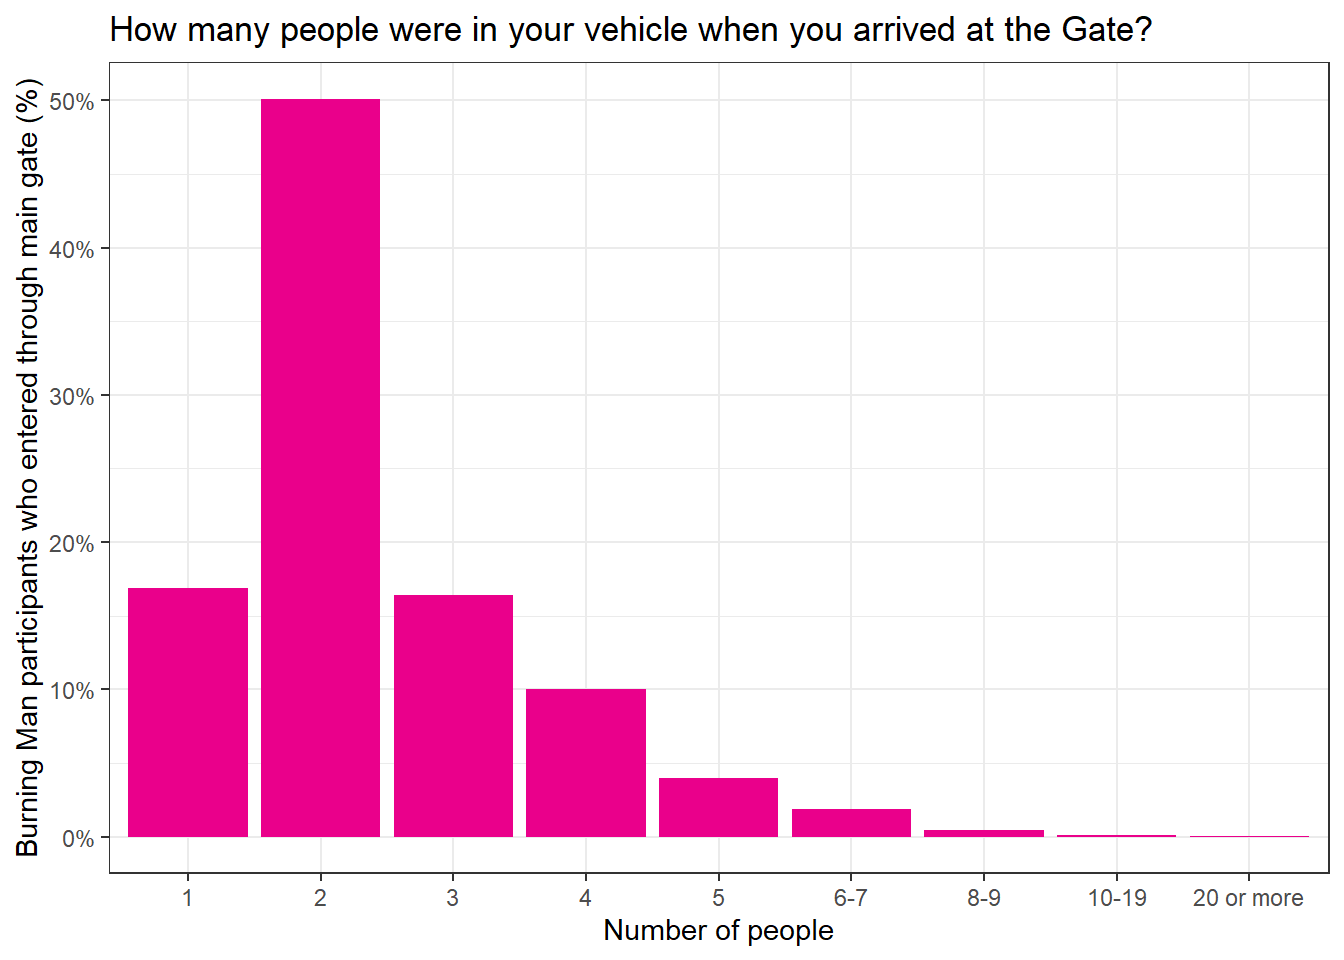 How many people were in your vehicle when you arrived at the Gate?
Burning Man participants who entered through main gate (%)
50%
40%
30%
20%
10%
0%
1 2 3 4 5 6-7 8-9 10-19 20 or more
Number of people